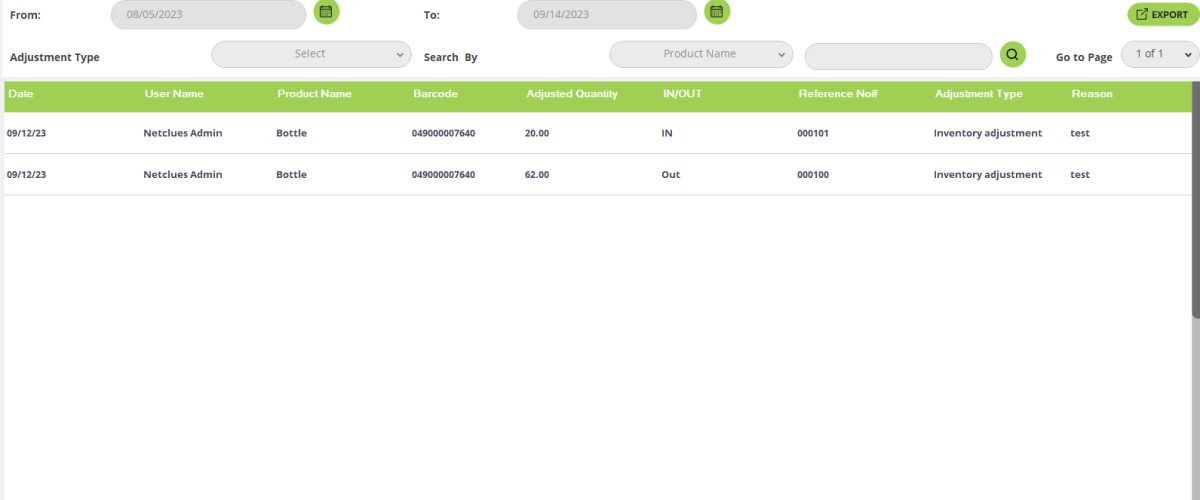 From: 08/05/2023 To: 09/14/2023 EXPORT
Adjustment Type Select Search By Product Name Go to Page 1 of 1
Date User Name Product Name Barcode Adjusted Quantity IN/OUT Reference No# Adjustment Type Reason
09/12/23 Netclues Admin Bottle 049000007640 20.00 IN 000101 Inventory adjustment test
09/12/23 Netclues Admin Bottle 049000007640 62.00 Out 000100 Inventory adjustment test